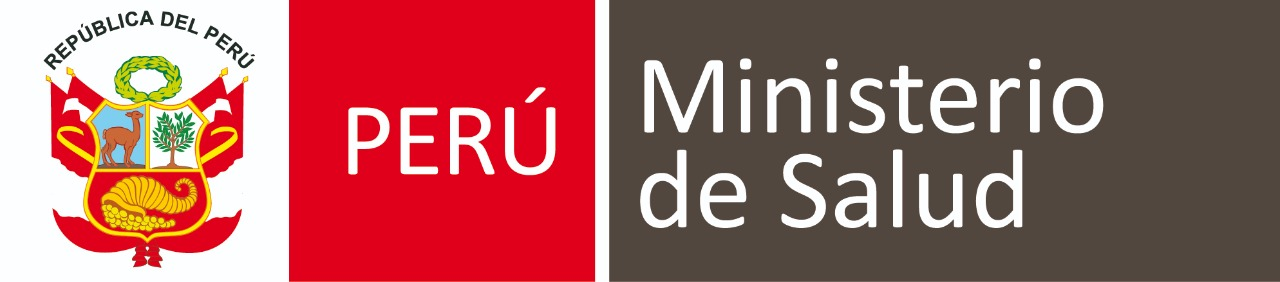 REPÚBLICA DEL PERÚ
PERÚ
Ministerio
de Salud